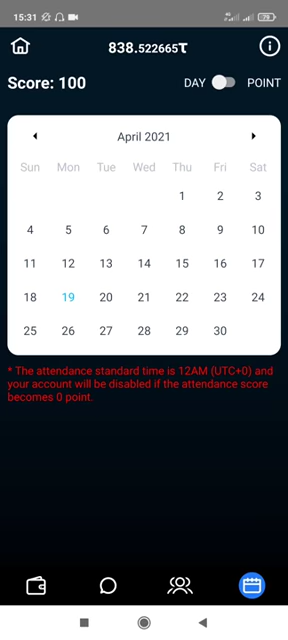 15:31
4G
79
838.522665τ
Score: 100
DAY
POINT
April 2021
Sun Mon Tue Wed Thu Fri Sat
1 2 3
4 5 6 7 8 9 10
11 12 13 14 15 16 17
18 19 20 21 22 23 24
25 26 27 28 29 30
* The attendance standard time is 12AM (UTC+0) and
your account will be disabled if the attendance score
becomes 0 point.